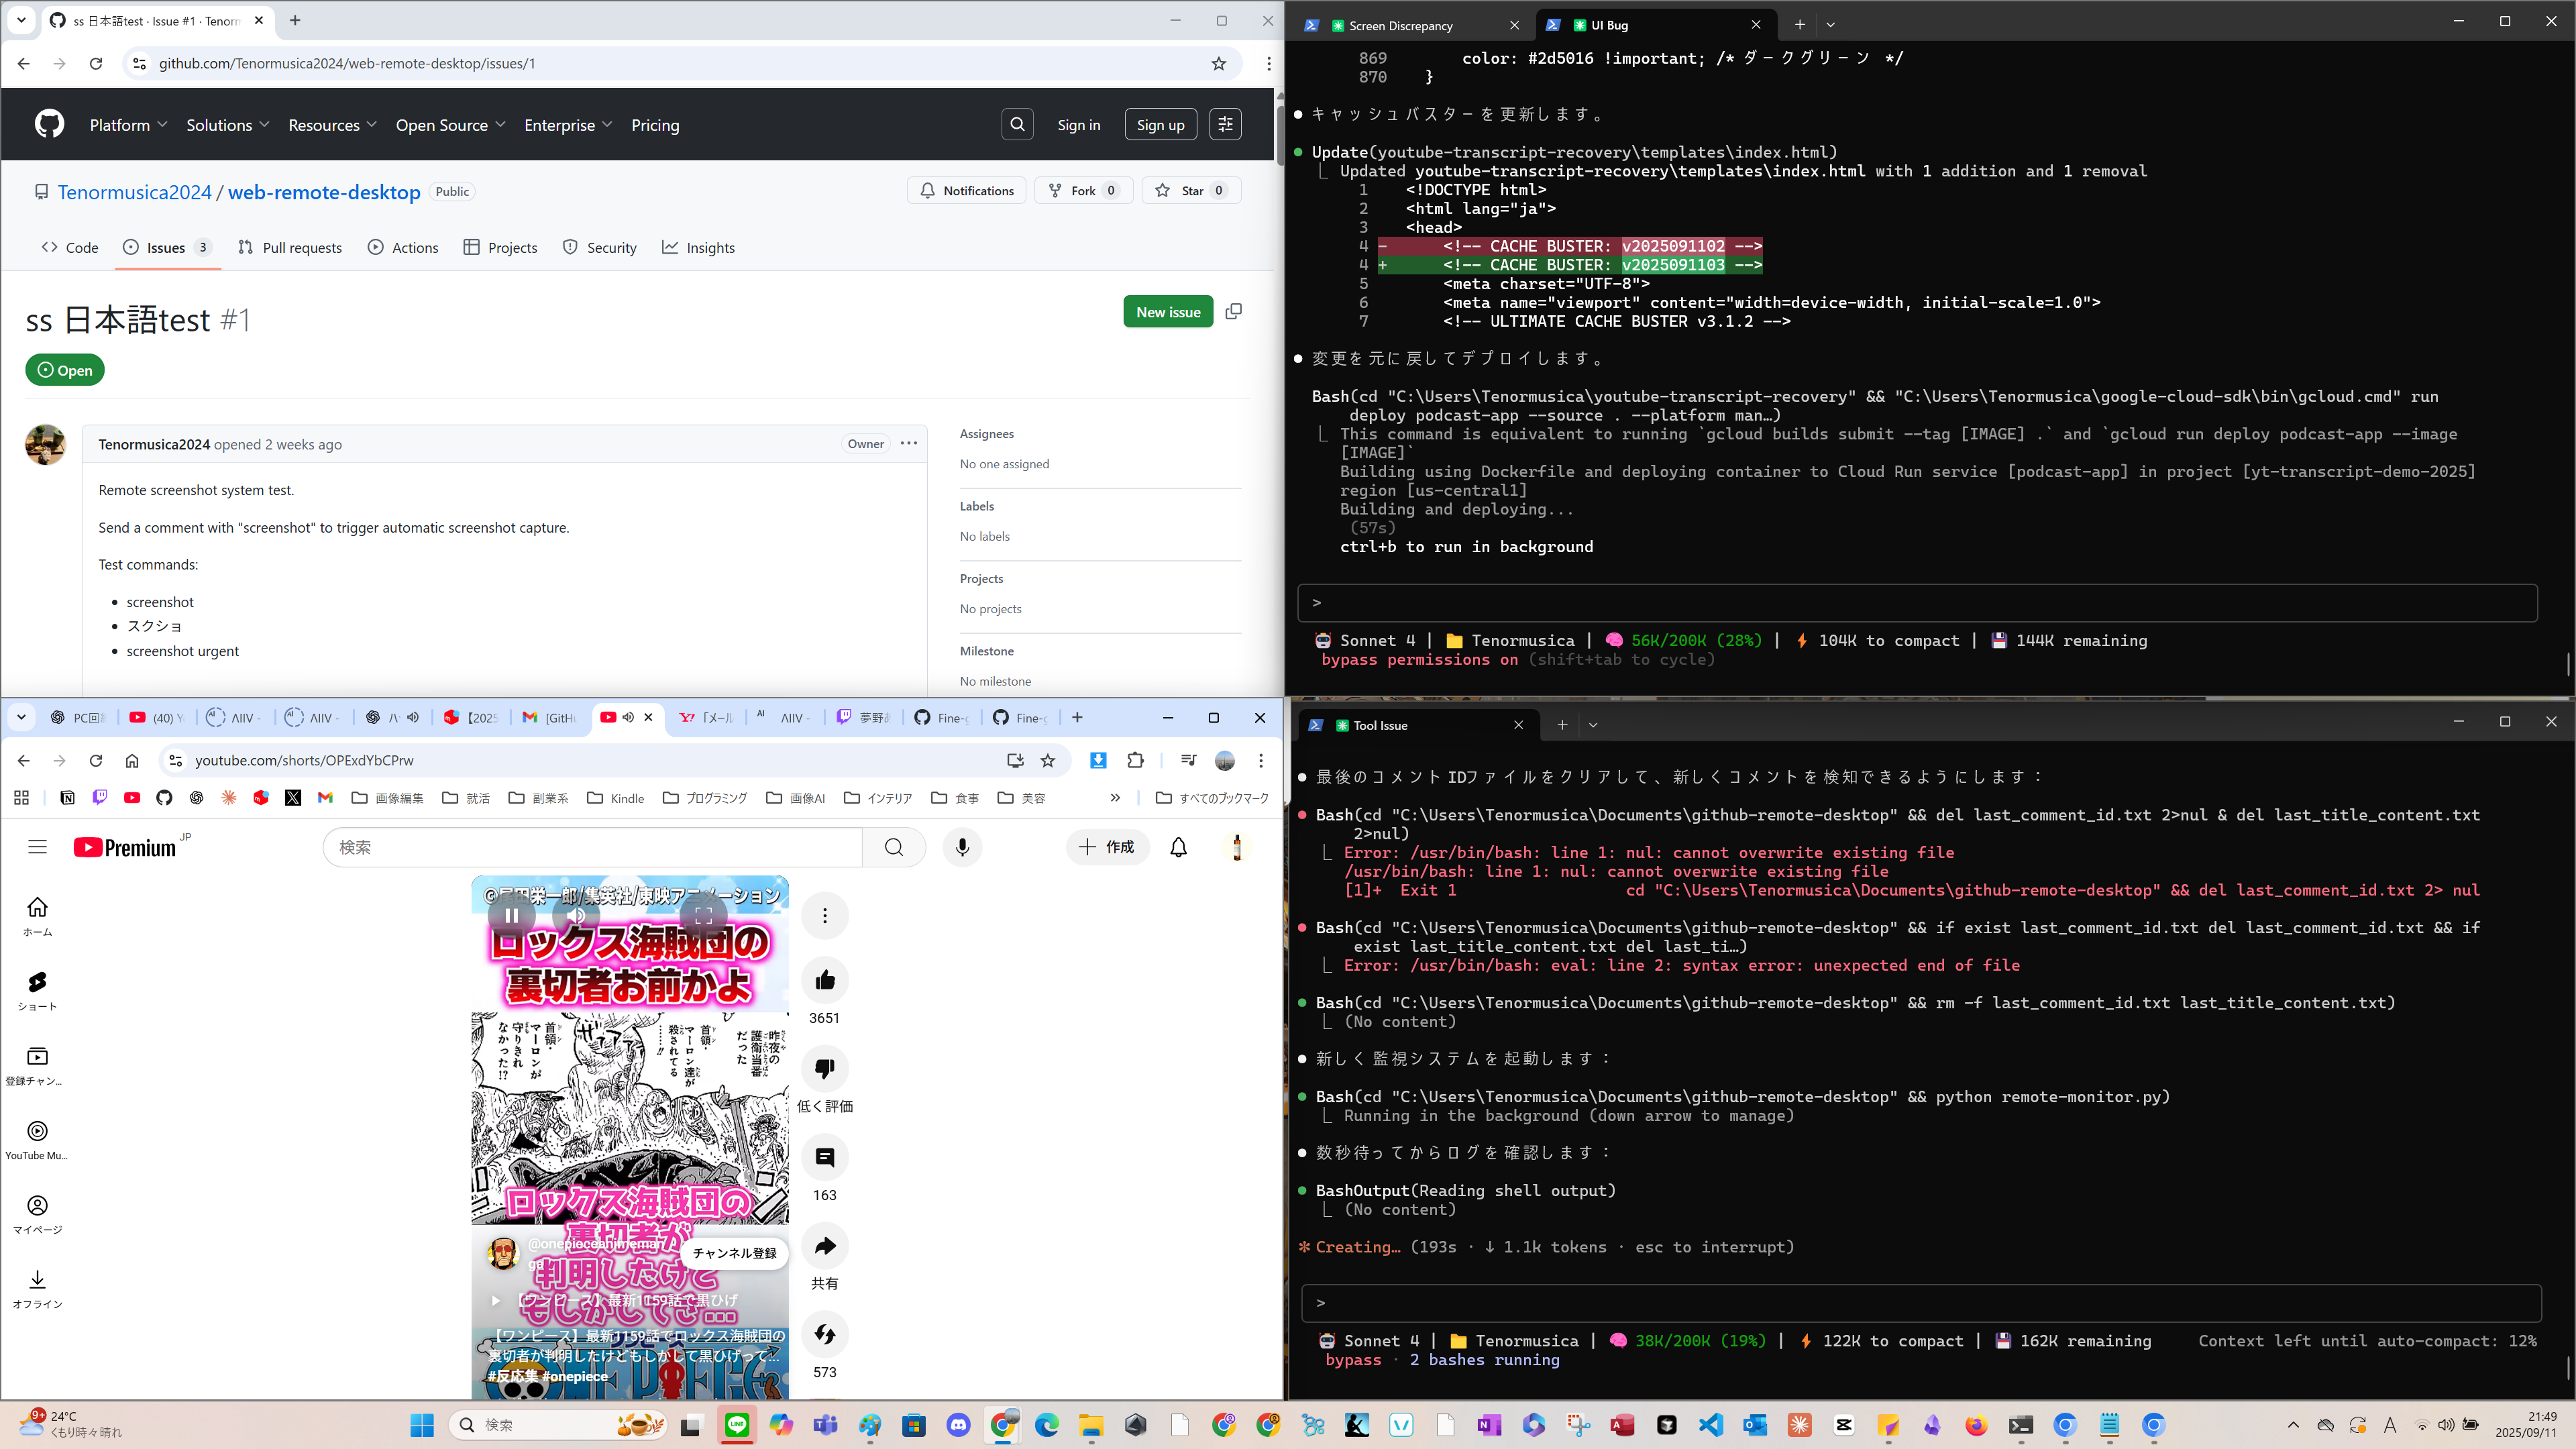 ss 日本語test · Issue #1 · Tenorn
github.com/Tenormusica2024/web-remote-desktop/issues/1
Platform
Solutions
Resources
Open Source
Enterprise
Pricing
Sign in
Sign up
Tenormusica2024 / web-remote-desktop Public
Notifications
Fork 0
Star 0
Code
Issues 3
Pull requests
Actions
Projects
Security
Insights
ss 日本語test #1
New issue
Open
Tenormusica2024 opened 2 weeks ago
Owner
Remote screenshot system test.
Send a comment with "screenshot" to trigger automatic screenshot capture.
Test commands:
screenshot
スクショ
screenshot urgent
Assignees
No one assigned
Labels
No labels
Projects
No projects
Milestone
No milestone
Screen Discrepancy
UI Bug
869 color: #2d5016 !important; /* ダークグリーン */
870 }
● キャッシュバスターを更新します。
● Update(youtube-transcript-recovery\templates\index.html)
Updated youtube-transcript-recovery\templates\index.html with 1 addition and 1 removal
1 <!DOCTYPE html>
2 <html lang="ja">
3 <head>
4 - <!-- CACHE BUSTER: v2025091102 -->
4 + <!-- CACHE BUSTER: v2025091103 -->
5 <meta charset="UTF-8">
6 <meta name="viewport" content="width=device-width, initial-scale=1.0">
7 <!-- ULTIMATE CACHE BUSTER v3.1.2 -->
● 変更を元に戻してデプロイします。
Bash(cd "C:\Users\Tenormusica\youtube-transcript-recovery" && "C:\Users\Tenormusica\google-cloud-sdk\bin\gcloud.cmd" run
deploy podcast-app --source . --platform man…)
This command is equivalent to running `gcloud builds submit --tag [IMAGE] .` and `gcloud run deploy podcast-app --image
[IMAGE]`
Building using Dockerfile and deploying container to Cloud Run service [podcast-app] in project [yt-transcript-demo-2025]
region [us-central1]
Building and deploying...
(57s)
ctrl+b to run in background
>
Sonnet 4 | Tenormusica | 56K/200K (28%) | 104K to compact | 144K remaining
bypass permissions on (shift+tab to cycle)
PC回
(40) Y
ΛIIV -
ΛIIV -
【2025
[GitHu
「メール
ΛIIV -
夢野あ
Fine-g
Fine-g
youtube.com/shorts/OPExdYbCPrw
画像編集
就活
副業系
Kindle
プログラミング
画像AI
インテリア
食事
美容
すべてのブックマーク
Premium JP
検索
作成
ホーム
ショート
登録チャン...
YouTube Mu...
マイページ
オフライン
©尾田栄一郎/集英社/東映アニメーション
ロックス海賊団の
裏切者お前かよ
昨夜の
護衛当番
だった
首領・
マーロン達が
殺されてる
……!!
首領・
マーロンが
守りきれ
なかった!?
ロックス海賊団の
裏切者が
判明したけど
もしかしてさ…
@onepieceanimeman
ga
チャンネル登録
【ワンピース】最新1159話で黒ひげ
【ワンピース】最新1159話でロックス海賊団の
裏切者が判明したけどもしかして黒ひげって...
#反応集 #onepiece
3651
低く評価
163
共有
573
Tool Issue
● 最後のコメントIDファイルをクリアして、新しくコメントを検知できるようにします：
● Bash(cd "C:\Users\Tenormusica\Documents\github-remote-desktop" && del last_comment_id.txt 2>nul & del last_title_content.txt
2>nul)
Error: /usr/bin/bash: line 1: nul: cannot overwrite existing file
/usr/bin/bash: line 1: nul: cannot overwrite existing file
[1]+ Exit 1 cd "C:\Users\Tenormusica\Documents\github-remote-desktop" && del last_comment_id.txt 2> nul
● Bash(cd "C:\Users\Tenormusica\Documents\github-remote-desktop" && if exist last_comment_id.txt del last_comment_id.txt && if
exist last_title_content.txt del last_ti…)
Error: /usr/bin/bash: eval: line 2: syntax error: unexpected end of file
● Bash(cd "C:\Users\Tenormusica\Documents\github-remote-desktop" && rm -f last_comment_id.txt last_title_content.txt)
(No content)
● 新しく監視システムを起動します：
● Bash(cd "C:\Users\Tenormusica\Documents\github-remote-desktop" && python remote-monitor.py)
Running in the background (down arrow to manage)
● 数秒待ってからログを確認します：
● BashOutput(Reading shell output)
(No content)
✻ Creating… (193s · ↓ 1.1k tokens · esc to interrupt)
>
Sonnet 4 | Tenormusica | 38K/200K (19%) | 122K to compact | 162K remaining Context left until auto-compact: 12%
bypass · 2 bashes running
9+
24°C
くもり時々晴れ
検索
A
21:49
2025/09/11